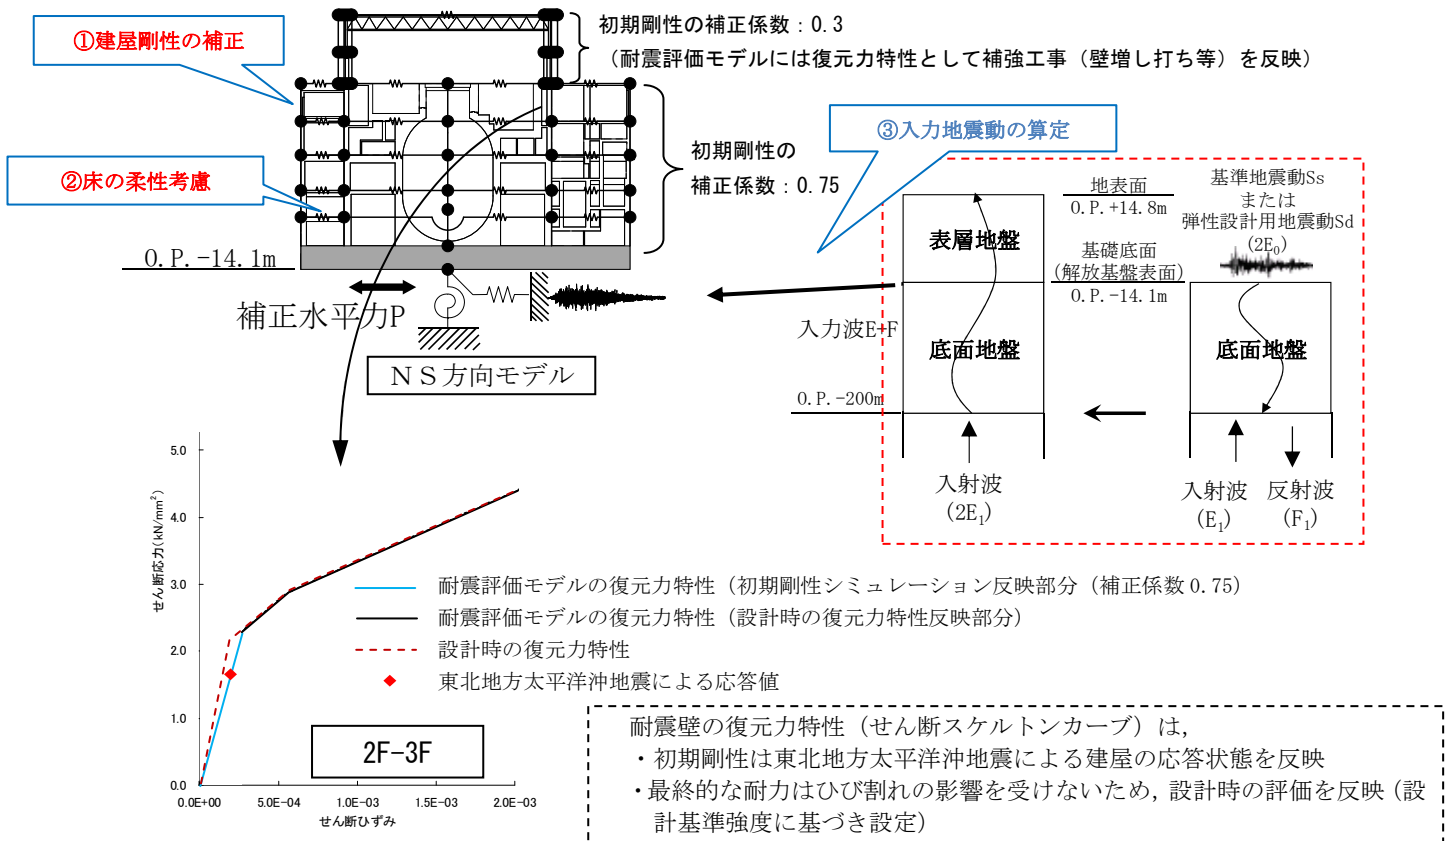 ①建屋剛性の補正
初期剛性の補正係数：0.3
（耐震評価モデルには復元力特性として補強工事（壁増し打ち等）を反映）
②床の柔性考慮
初期剛性の
補正係数：0.75
O.P.-14.1m
補正水平力P
ＮＳ方向モデル
③入力地震動の算定
地表面
O.P.+14.8m
基準地震動Ss
または
弾性設計用地震動Sd
(2E0)
表層地盤
基礎底面
(解放基盤表面)
O.P.-14.1m
入力波E+F
底面地盤
底面地盤
O.P.-200m
入射波
(2E1)
入射波
(E1)
反射波
(F1)
せん断応力(kN/mm²)
5.0
4.0
3.0
2.0
1.0
0.0
0.0E+00
5.0E-04
1.0E-03
1.5E-03
2.0E-03
せん断ひずみ
2F-3F
耐震評価モデルの復元力特性（初期剛性シミュレーション反映部分（補正係数 0.75）
耐震評価モデルの復元力特性（設計時の復元力特性反映部分）
設計時の復元力特性
東北地方太平洋沖地震による応答値
耐震壁の復元力特性（せん断スケルトンカーブ）は，
・初期剛性は東北地方太平洋沖地震による建屋の応答状態を反映
・最終的な耐力はひび割れの影響を受けないため，設計時の評価を反映（設
計基準強度に基づき設定）